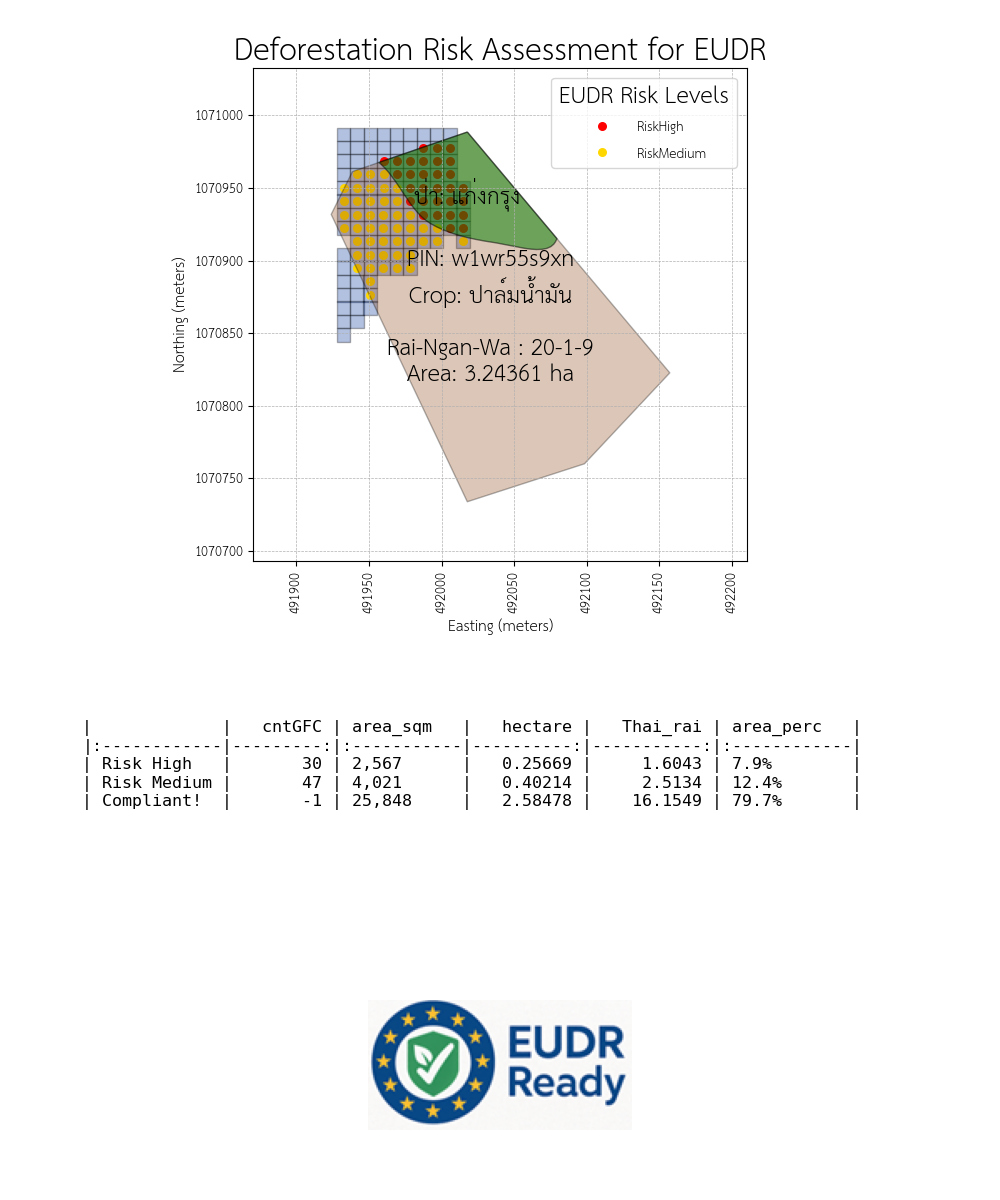 Deforestation Risk Assessment for EUDR
EUDR Risk Levels
RiskHigh
RiskMedium
1071000
1070950
1070900
1070850
1070800
1070750
1070700
Northing (meters)
ป่า: แก่งกรุง
PIN: w1wr55s9xn
Crop: ปาล์มน้ำมัน
Rai-Ngan-Wa : 20-1-9
Area: 3.24361 ha
491900 491950 492000 492050 492100 492150 492200
Easting (meters)
|             |   cntGFC | area_sqm   |   hectare |   Thai_rai | area_perc   |
|:------------|---------:|:-----------|----------:|-----------:|:------------|
| Risk High   |       30 | 2,567      |   0.25669 |     1.6043 | 7.9%        |
| Risk Medium |       47 | 4,021      |   0.40214 |     2.5134 | 12.4%       |
| Compliant!  |       -1 | 25,848     |   2.58478 |    16.1549 | 79.7%       |
EUDR
Ready